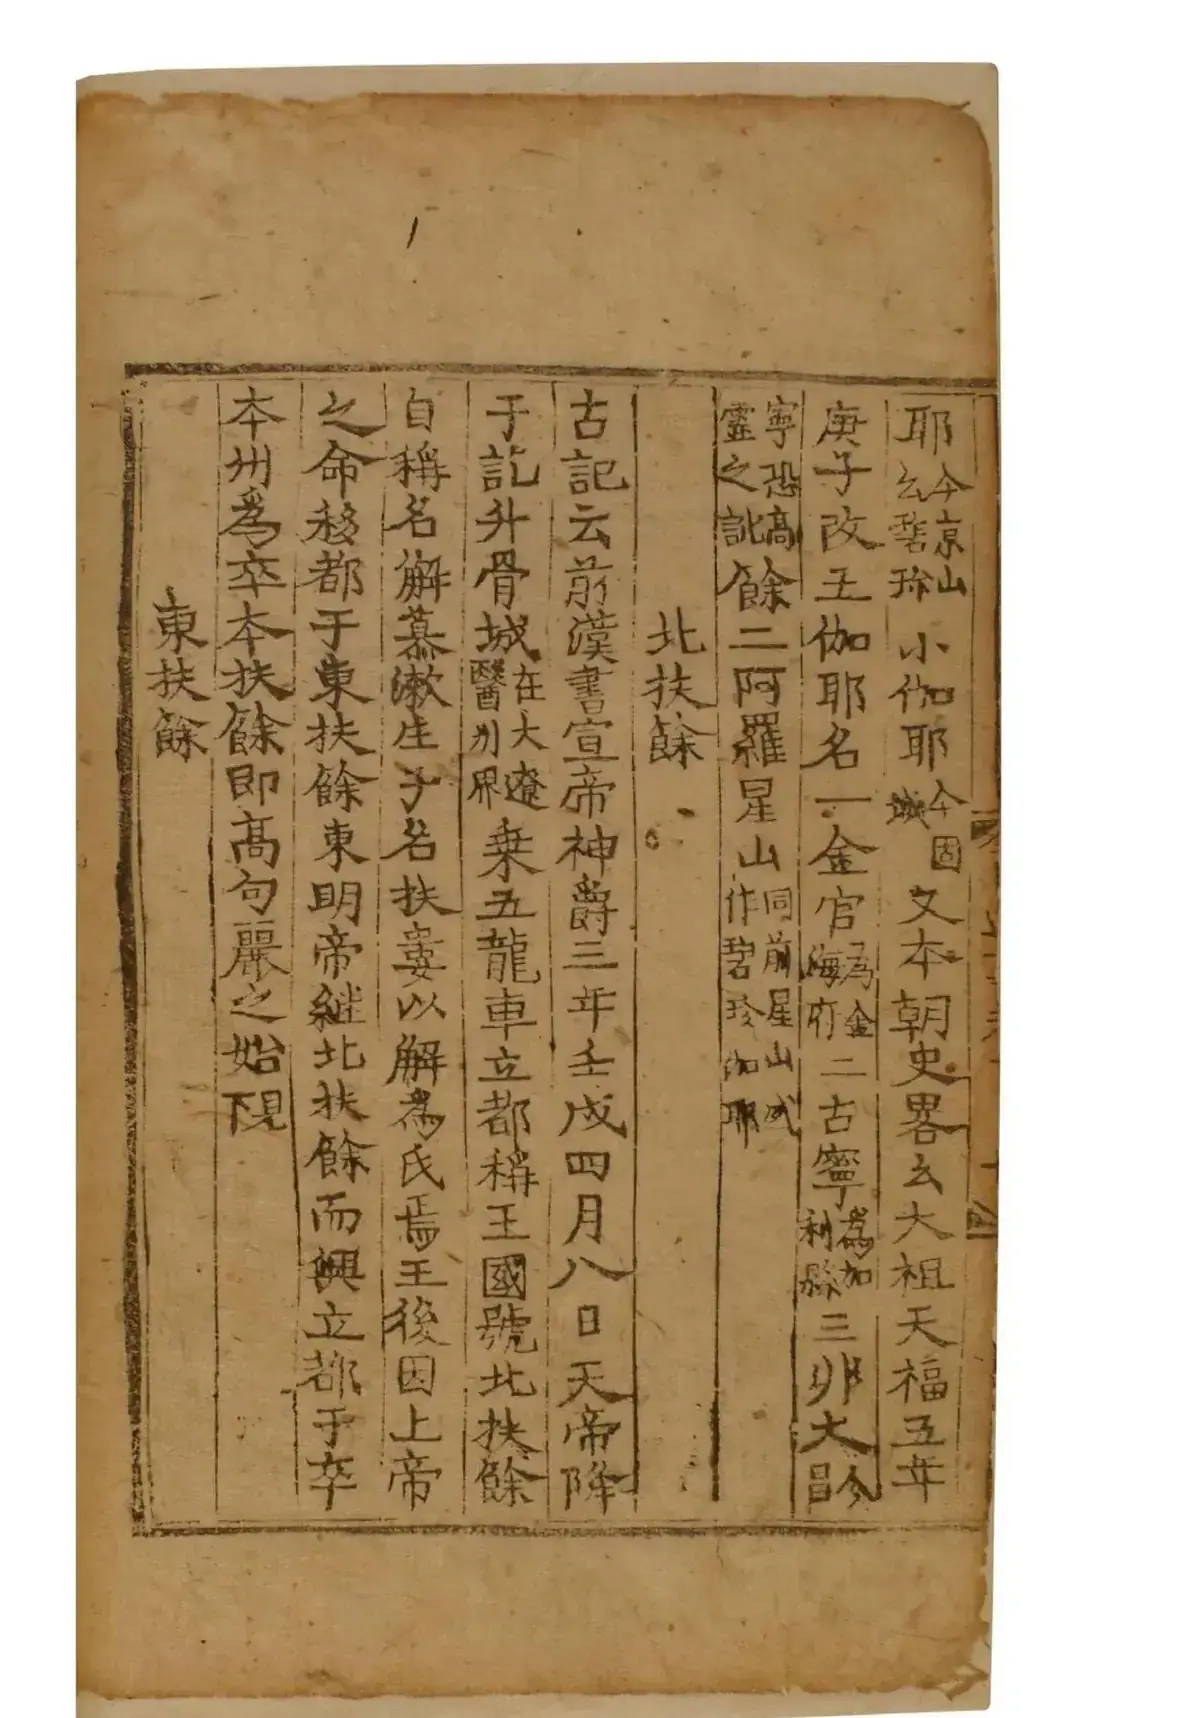 耶今京山云碧珍小伽耶今固城又本朝史畧云太祖天福五年
庚子改五伽耶名一金官為金海府二古寧為加利縣三非火今昌
寧恐高靈之訛餘二阿羅星山同前星山或作碧珍伽耶
北扶餘
古記云前漢書宣帝神爵三年壬戌四月八日天帝降
于訖升骨城在大遼醫州界乗五龍車立都稱王國號北扶餘
自稱名解慕漱生子名扶婁以解為氏焉王後因上帝
之命移都于東扶餘東明帝継北扶餘而興立都于卒
本州爲卒本扶餘即高句麗之始下見
東扶餘